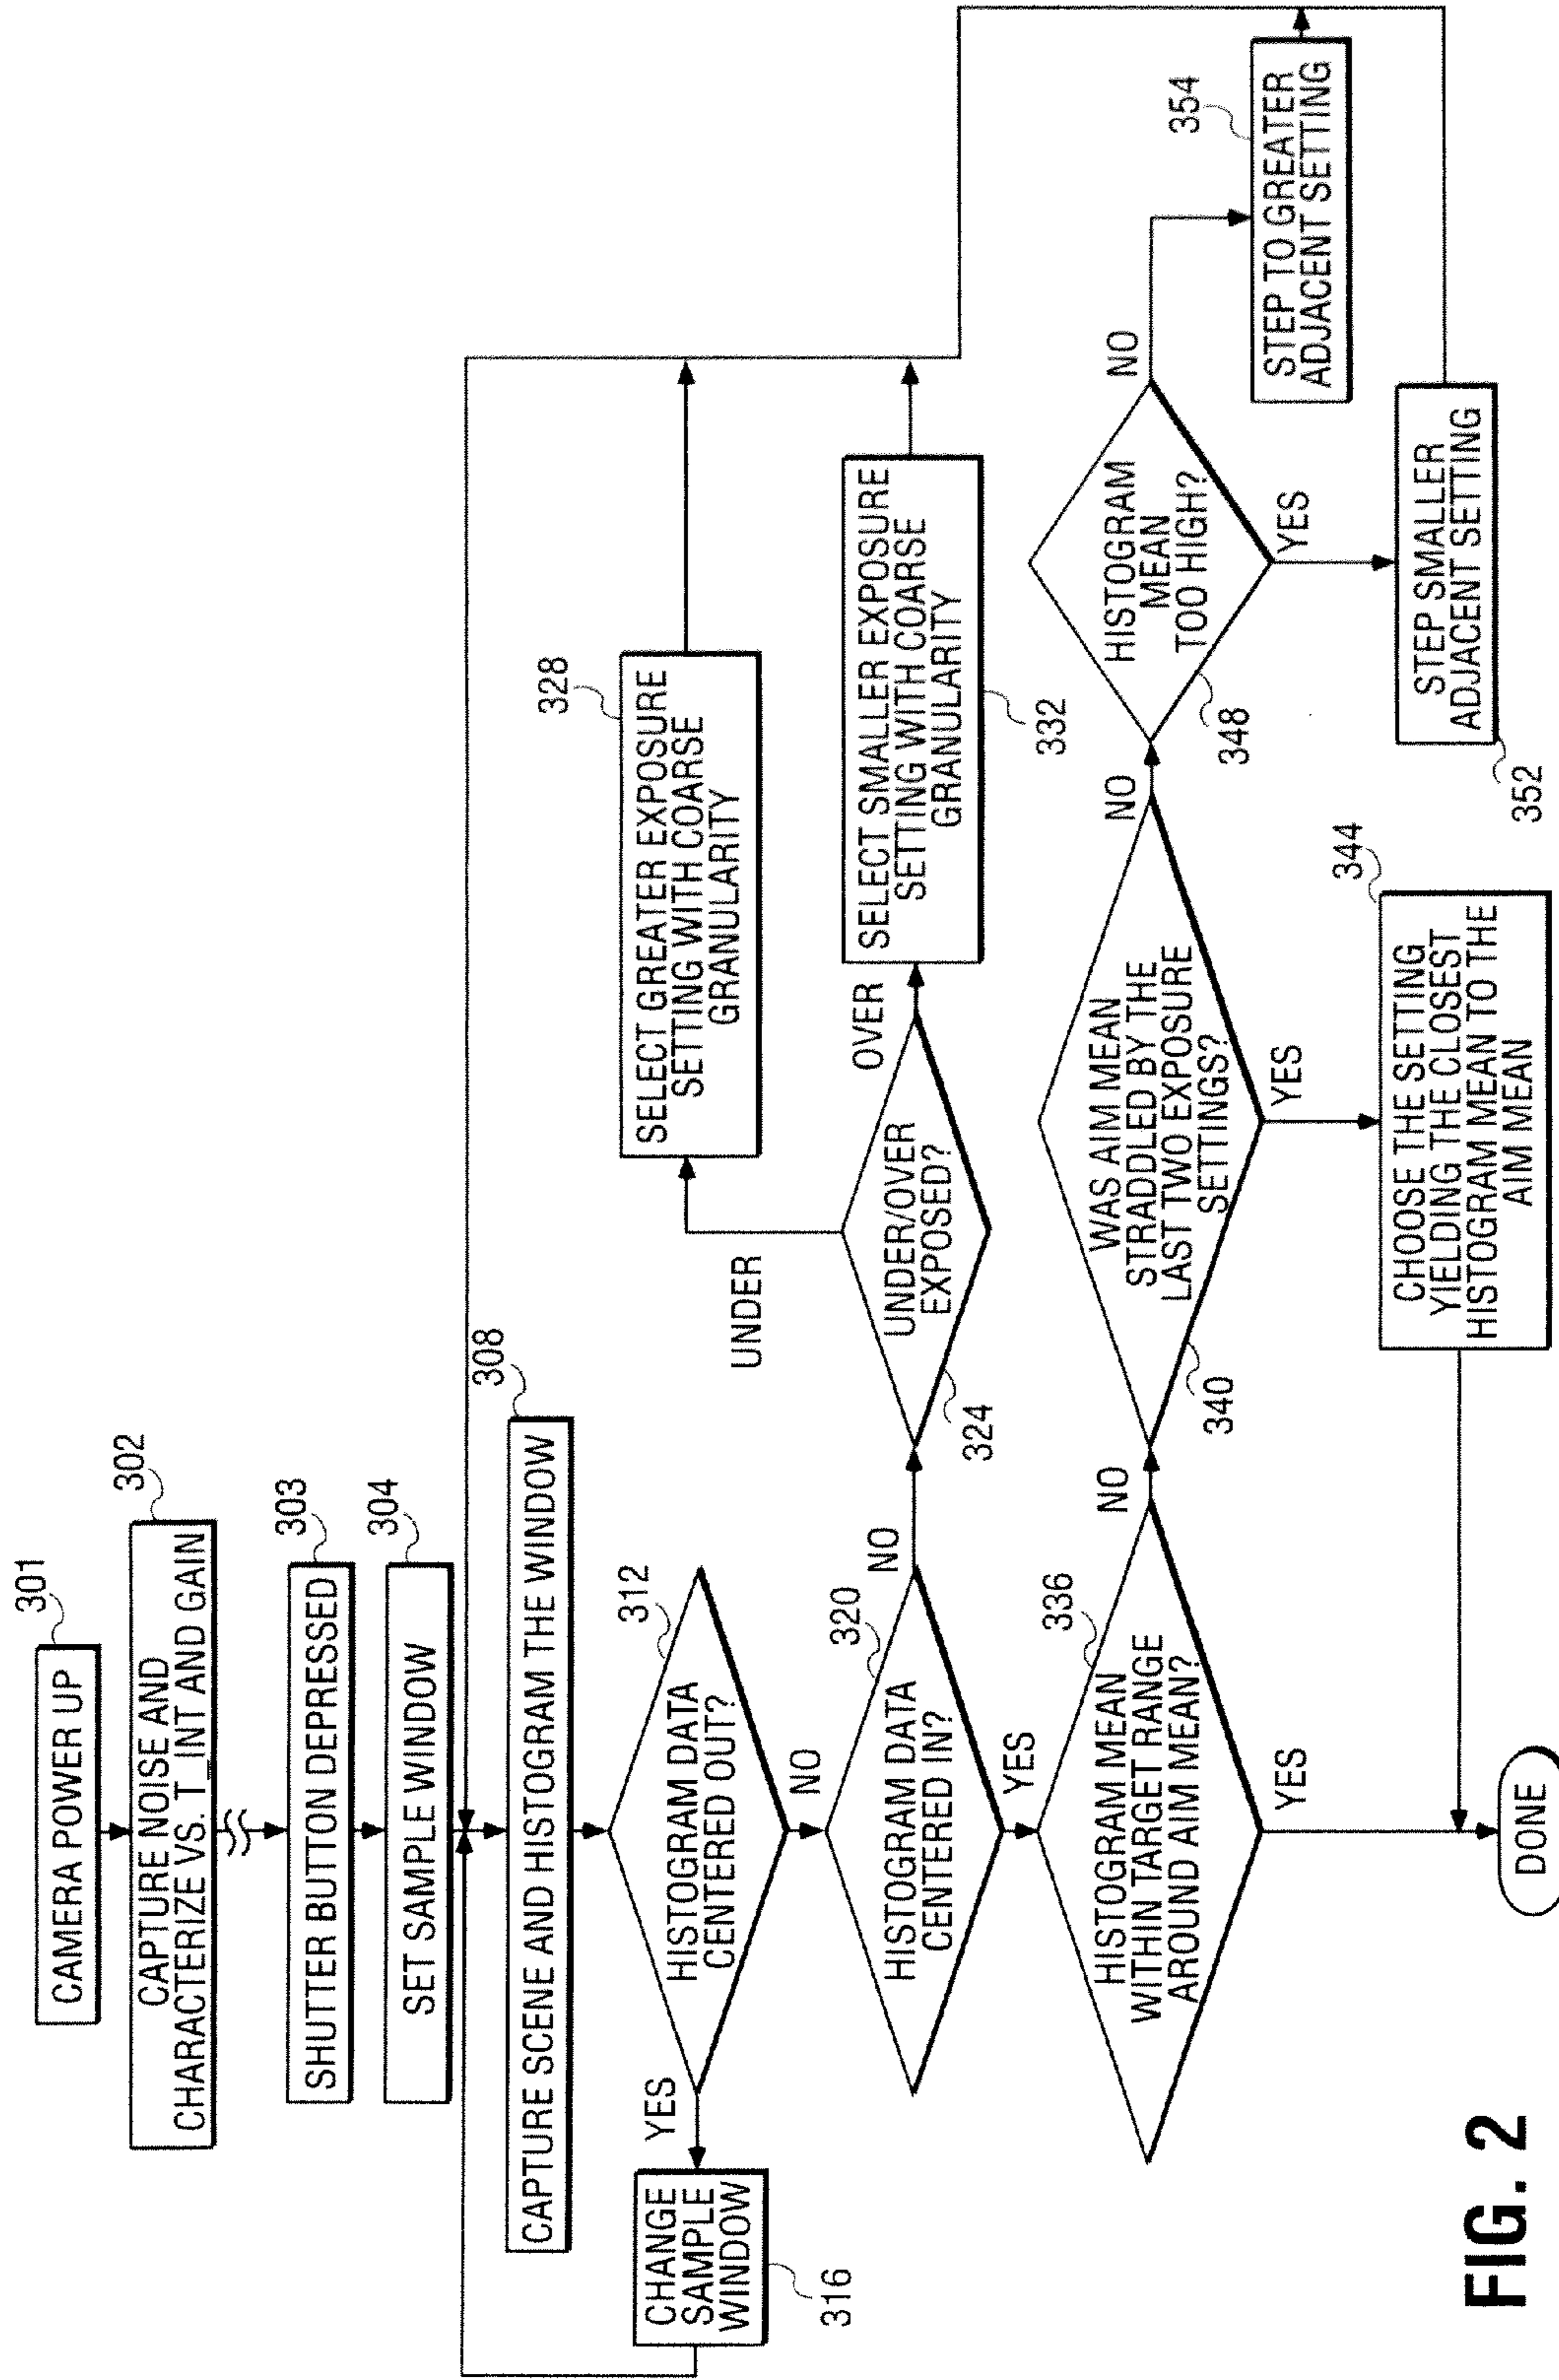 301
CAMERA POWER UP
302
CAPTURE NOISE AND
CHARACTERIZE VS. T_INT AND GAIN
303
SHUTTER BUTTON DEPRESSED
304
SET SAMPLE WINDOW
308
CAPTURE SCENE AND HISTOGRAM THE WINDOW
312
HISTOGRAM DATA
CENTERED OUT?
YES
CHANGE
SAMPLE
WINDOW
316
NO
320
HISTOGRAM DATA
CENTERED IN?
NO
324
UNDER/OVER
EXPOSED?
UNDER
328
SELECT GREATER EXPOSURE
SETTING WITH COARSE
GRANULARITY
OVER
SELECT SMALLER EXPOSURE
SETTING WITH COARSE
GRANULARITY
332
YES
336
HISTOGRAM MEAN
WITHIN TARGET RANGE
AROUND AIM MEAN?
NO
340
WAS AIM MEAN
STRADDLED BY THE
LAST TWO EXPOSURE
SETTINGS?
NO
348
HISTOGRAM
MEAN
TOO HIGH?
NO
354
STEP TO GREATER
ADJACENT SETTING
YES
STEP SMALLER
ADJACENT SETTING
352
YES
344
CHOOSE THE SETTING
YIELDING THE CLOSEST
HISTOGRAM MEAN TO THE
AIM MEAN
YES
DONE
FIG. 2